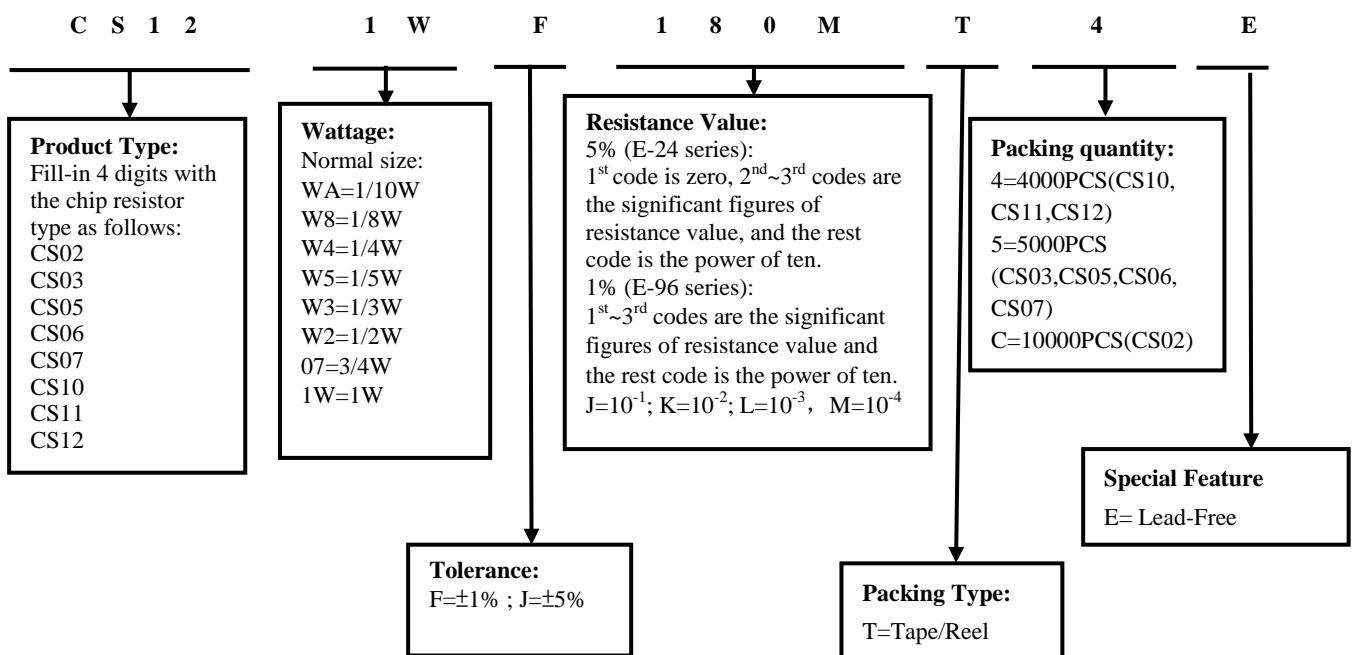 C S 1 2 1 W F 1 8 0 M T 4 E
Product Type:
Fill-in 4 digits with
the chip resistor
type as follows:
CS02
CS03
CS05
CS06
CS07
CS10
CS11
CS12
Wattage:
Normal size:
WA=1/10W
W8=1/8W
W4=1/4W
W5=1/5W
W3=1/3W
W2=1/2W
07=3/4W
1W=1W
Tolerance:
F=±1% ; J=±5%
Resistance Value:
5% (E-24 series):
1st code is zero, 2nd~3rd codes are
the significant figures of
resistance value, and the rest
code is the power of ten.
1% (E-96 series):
1st~3rd codes are the significant
figures of resistance value and
the rest code is the power of ten.
J=10-1; K=10-2; L=10-3， M=10-4
Packing Type:
T=Tape/Reel
Packing quantity:
4=4000PCS(CS10,
CS11,CS12)
5=5000PCS
(CS03,CS05,CS06,
CS07)
C=10000PCS(CS02)
Special Feature
E= Lead-Free